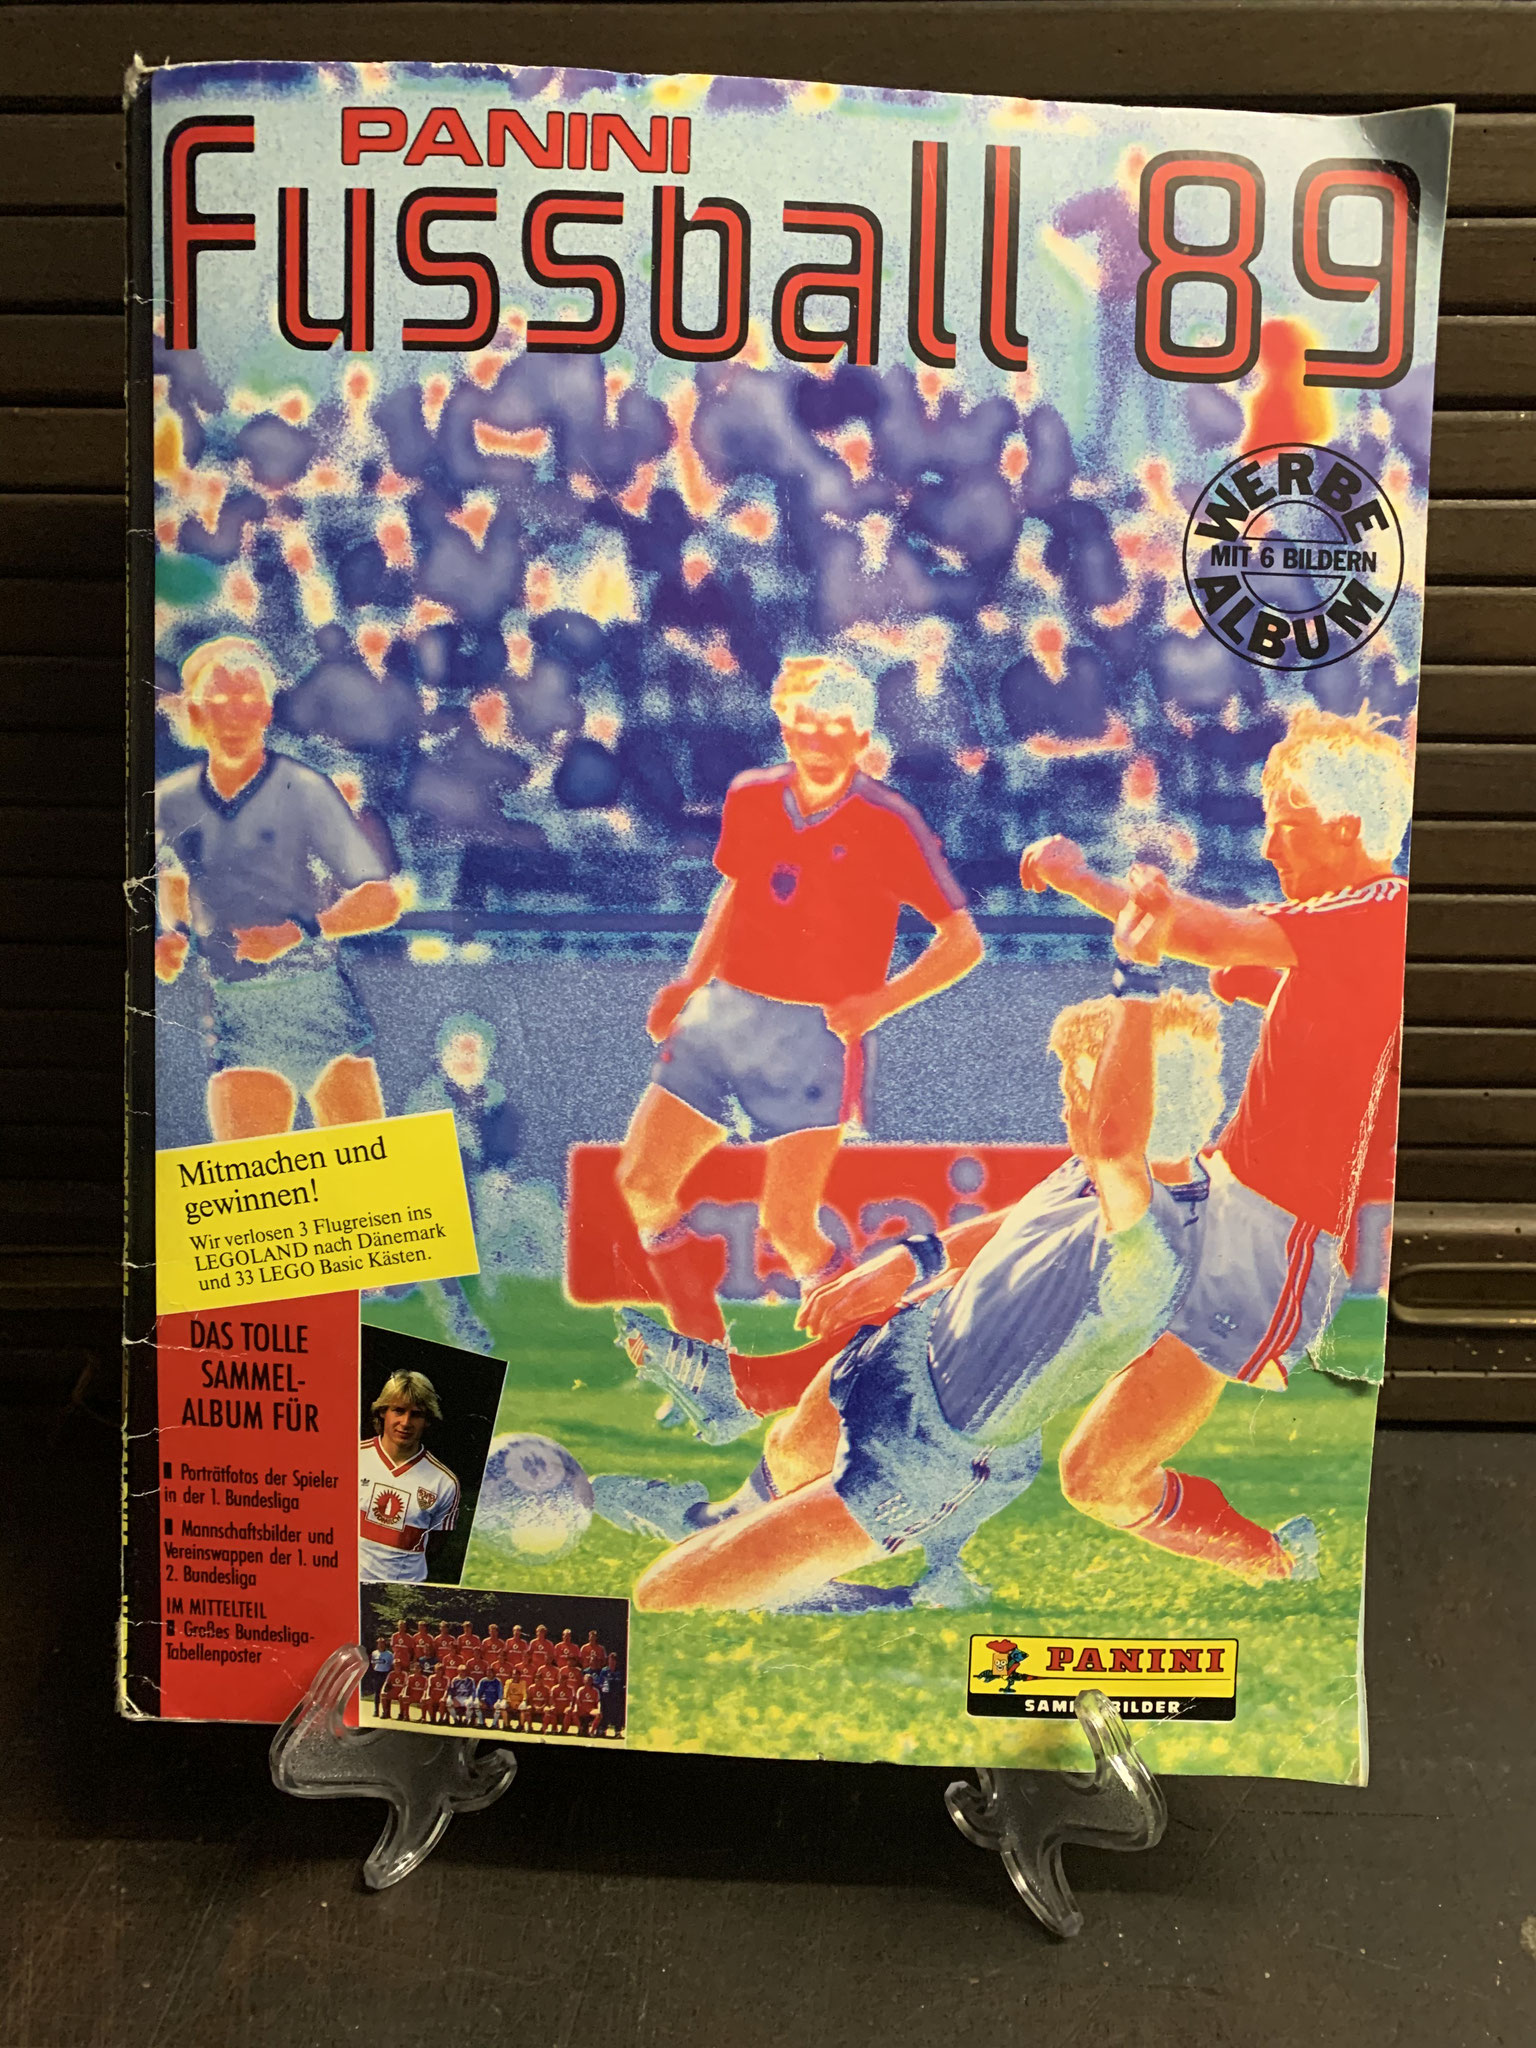 PANINI
Fussball 89
WERBE
MIT 6 BILDERN
ALBUM
Mitmachen und
gewinnen!
Wir verlosen 3 Flugreisen ins
LEGOLAND nach Dänemark
und 33 LEGO Basic Kästen.
DAS TOLLE
SAMMEL-
ALBUM FÜR
Porträtfotos der Spieler
in der 1. Bundesliga
Mannschaftsbilder und
Vereinswappen der 1. und
2. Bundesliga
IM MITTELTEIL
Großes Bundesliga-
Tabellenposter
PANINI